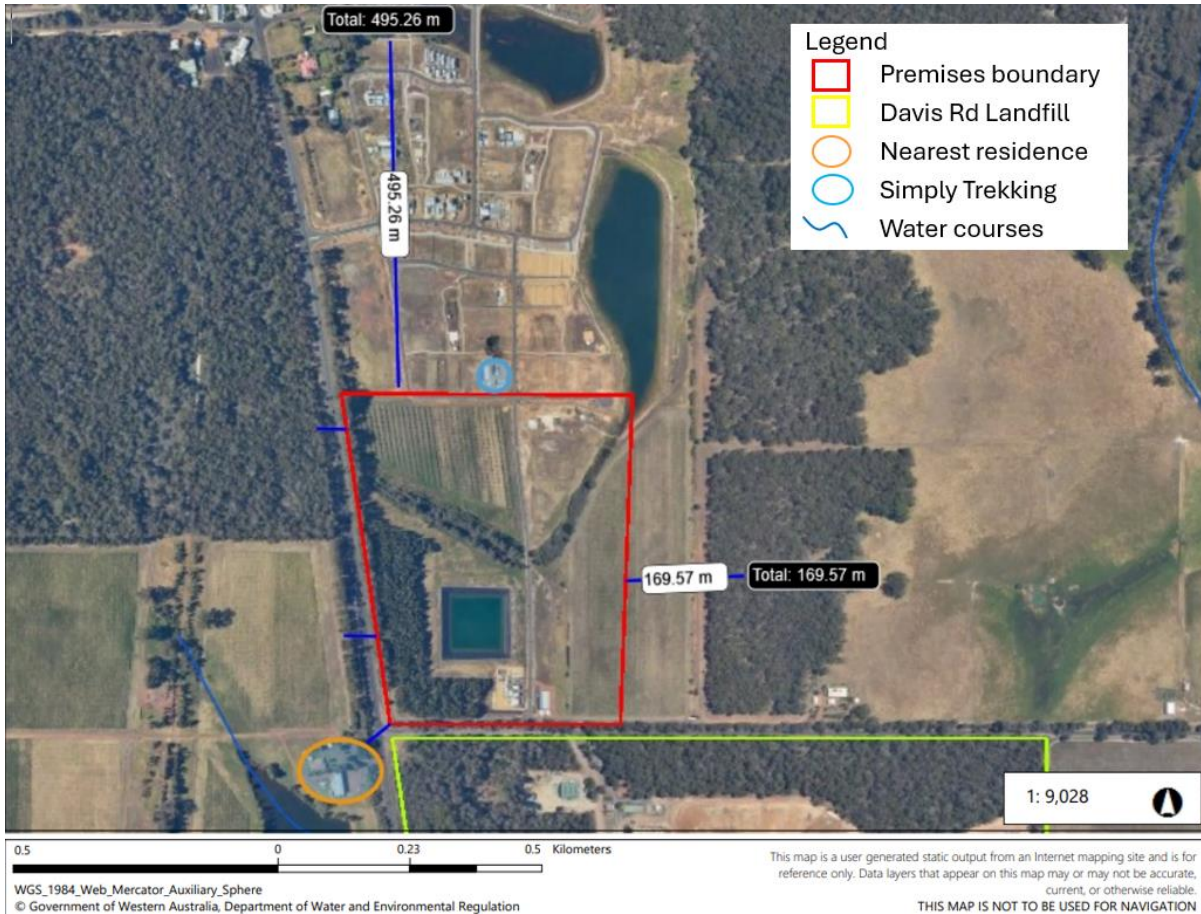 Total: 495.26 m
495.26 m
Legend
Premises boundary
Davis Rd Landfill
Nearest residence
Simply Trekking
Water courses
169.57 m
Total: 169.57 m
1: 9,028
0.5 0 0.23 0.5 Kilometers
WGS_1984_Web_Mercator_Auxiliary_Sphere
© Government of Western Australia, Department of Water and Environmental Regulation
This map is a user generated static output from an Internet mapping site and is for
reference only. Data layers that appear on this map may or may not be accurate,
current, or otherwise reliable.
THIS MAP IS NOT TO BE USED FOR NAVIGATION